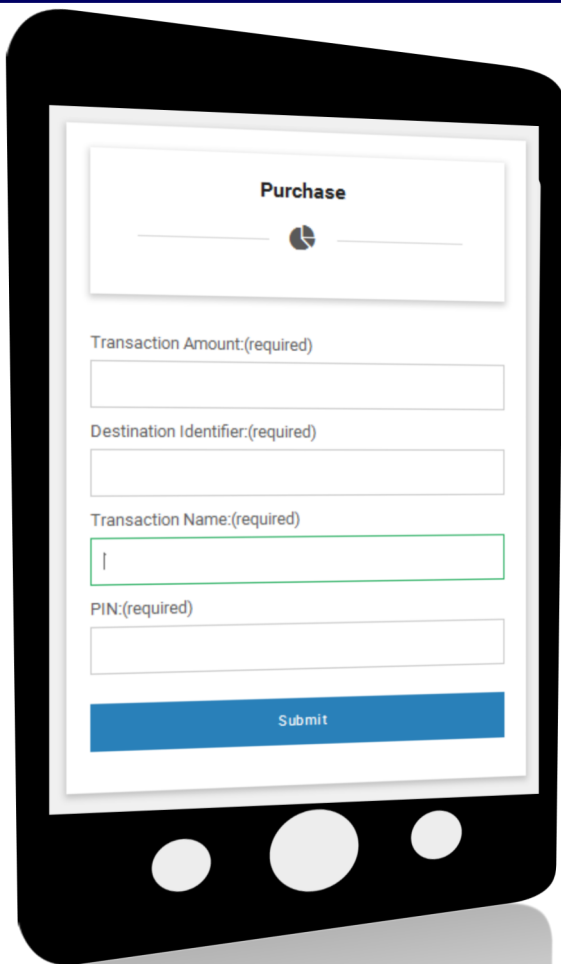 Purchase
Transaction Amount:(required)
Destination Identifier:(required)
Transaction Name:(required)
PIN:(required)
Submit